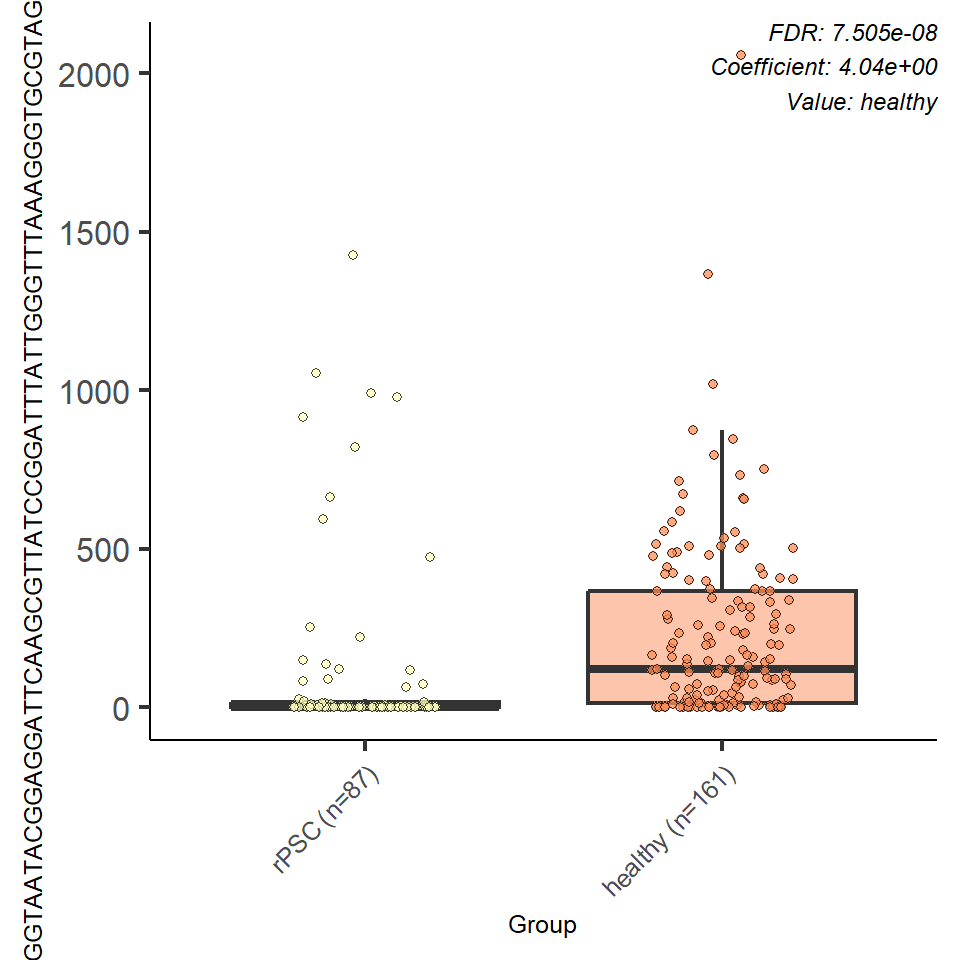 FDR: 7.505e-08
Coefficient: 4.04e+00
Value: healthy
GGTAATACGGAGGATTCAAGCGTTATCCGGATTTATTGGGTTTAAAGGGTGCGTAG
2000
1500
1000
500
0
rPSC (n=87)
healthy (n=161)
Group